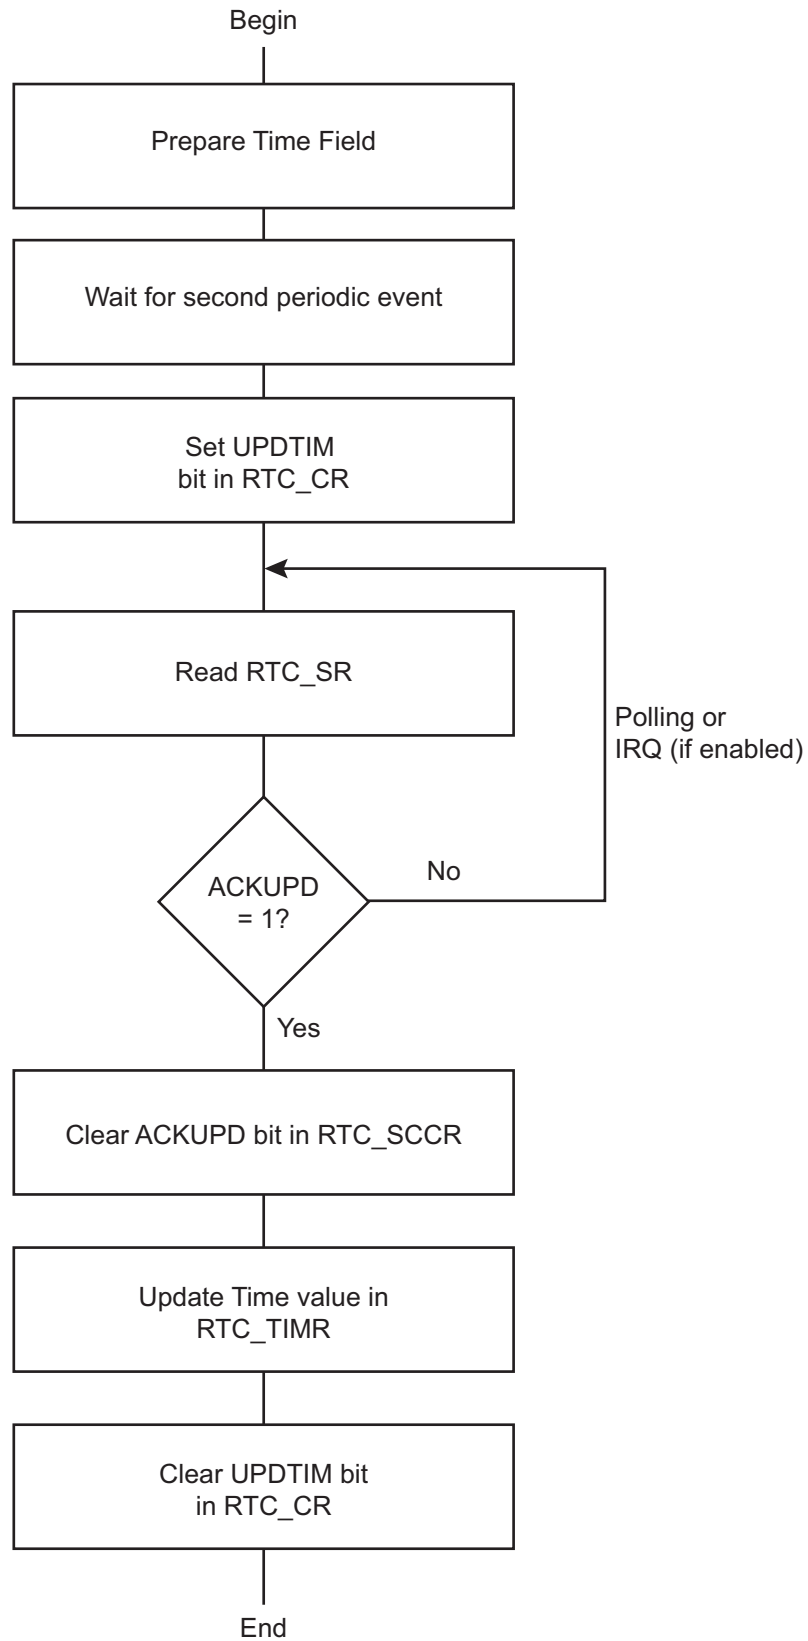 Begin
Prepare Time Field
Wait for second periodic event
Set UPDTIM
bit in RTC_CR
Read RTC_SR
Polling or
IRQ (if enabled)
ACKUPD
= 1?
No
Yes
Clear ACKUPD bit in RTC_SCCR
Update Time value in
RTC_TIMR
Clear UPDTIM bit
in RTC_CR
End